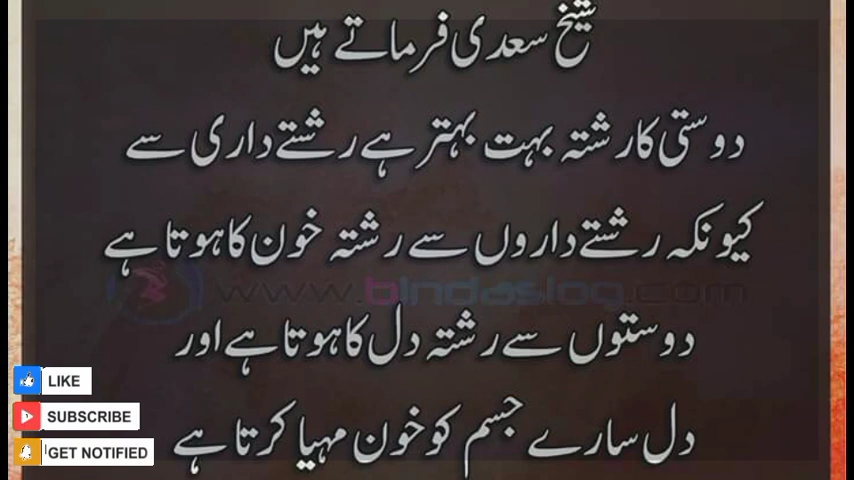 شیخ سعدی فرماتے ہیں
دوستی کا رشتہ بہت بہتر ہے رشتے داری سے
کیونکہ رشتے داروں سے رشتہ خون کا ہوتا ہے
www.bindaslog.com
دوستوں سے رشتہ دل کا ہوتا ہے اور
دل سارے جسم کو خون مہیا کرتا ہے
LIKE
SUBSCRIBE
GET NOTIFIED